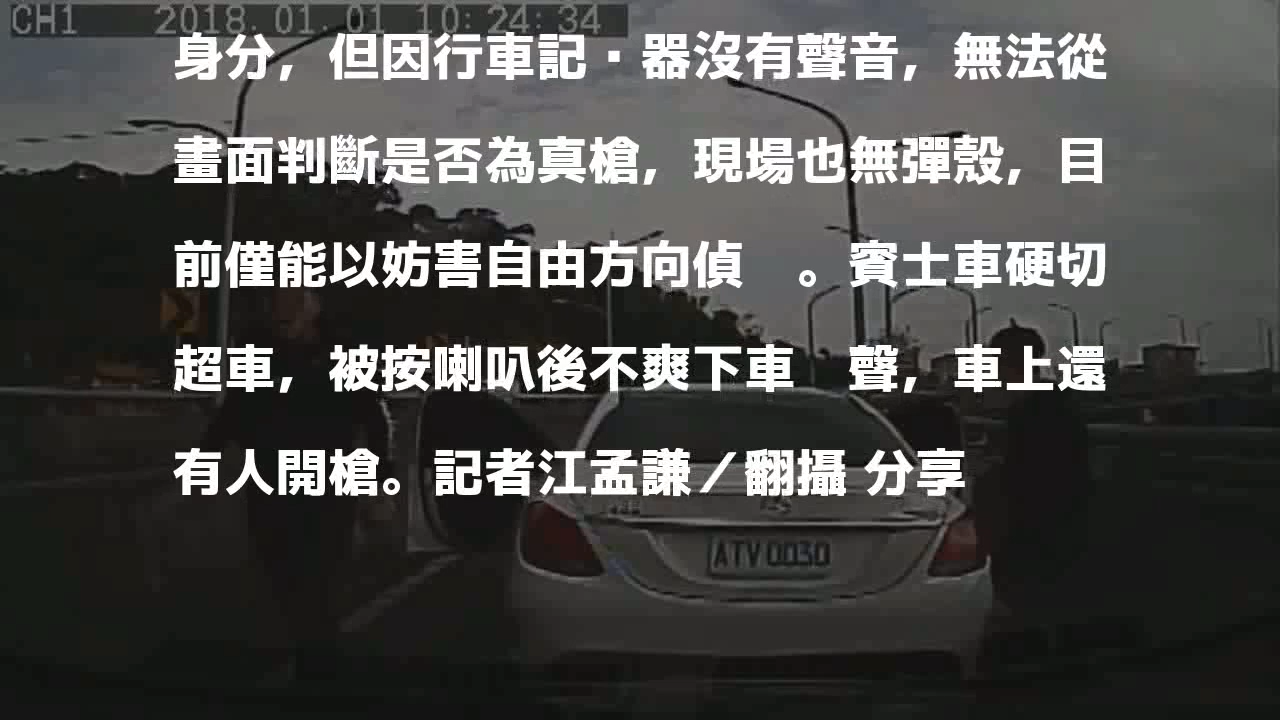 CH1 2018.01.01 10:24:34
身分，但因行車記▪器沒有聲音，無法從
畫面判斷是否為真槍，現場也無彈殼，目
前僅能以妨害自由方向偵　。賓士車硬切
超車，被按喇叭後不爽下車　聲，車上還
有人開槍。記者江孟謙／翻攝 分享
ATV 0030